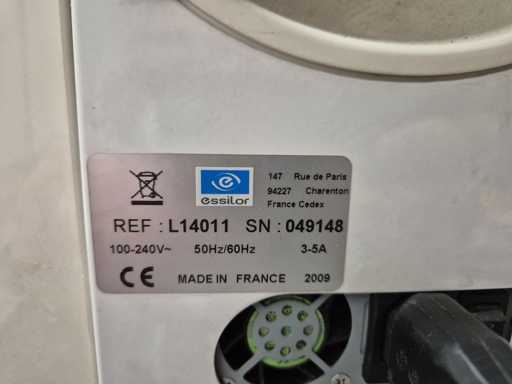 essilor
147 Rue de Paris
94227 Charenton
France Cedex
REF : L14011 SN : 049148
100-240V~ 50Hz/60Hz 3-5A
CE MADE IN FRANCE 2009